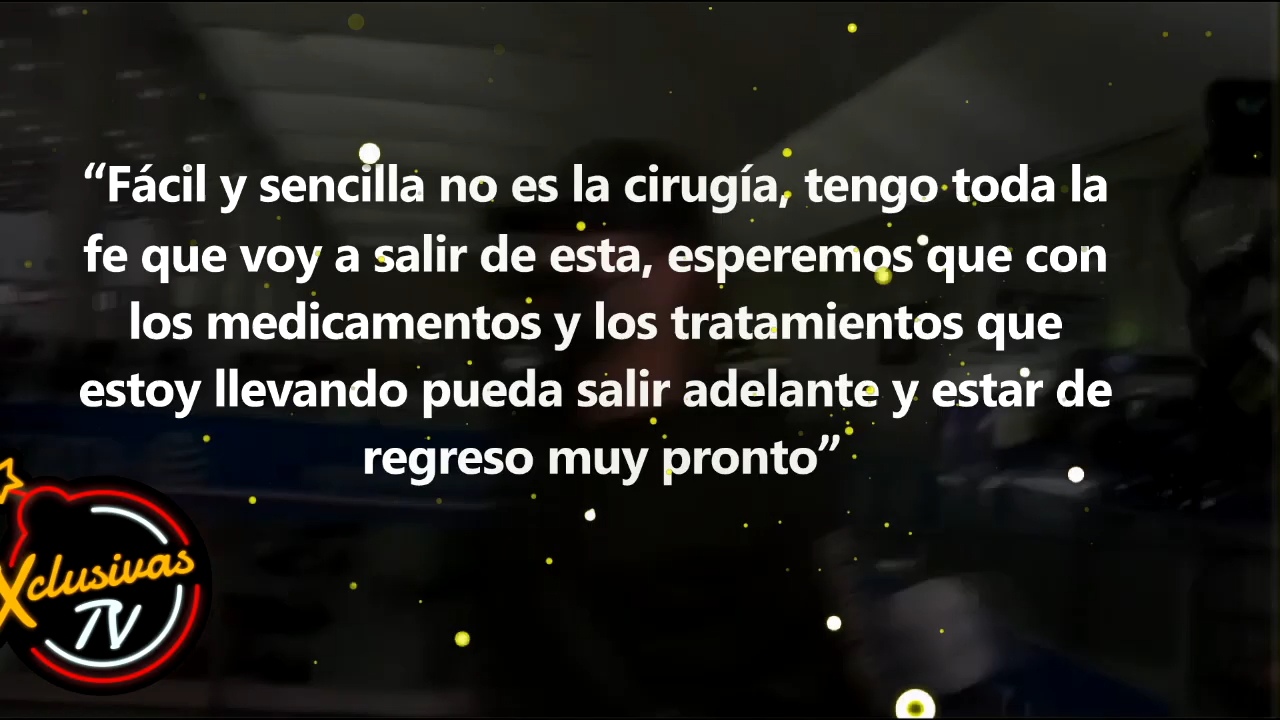 “Fácil y sencilla no es la cirugía, tengo toda la
fe que voy a salir de esta, esperemos que con
los medicamentos y los tratamientos que
estoy llevando pueda salir adelante y estar de
regreso muy pronto”
Xclusivas
TV